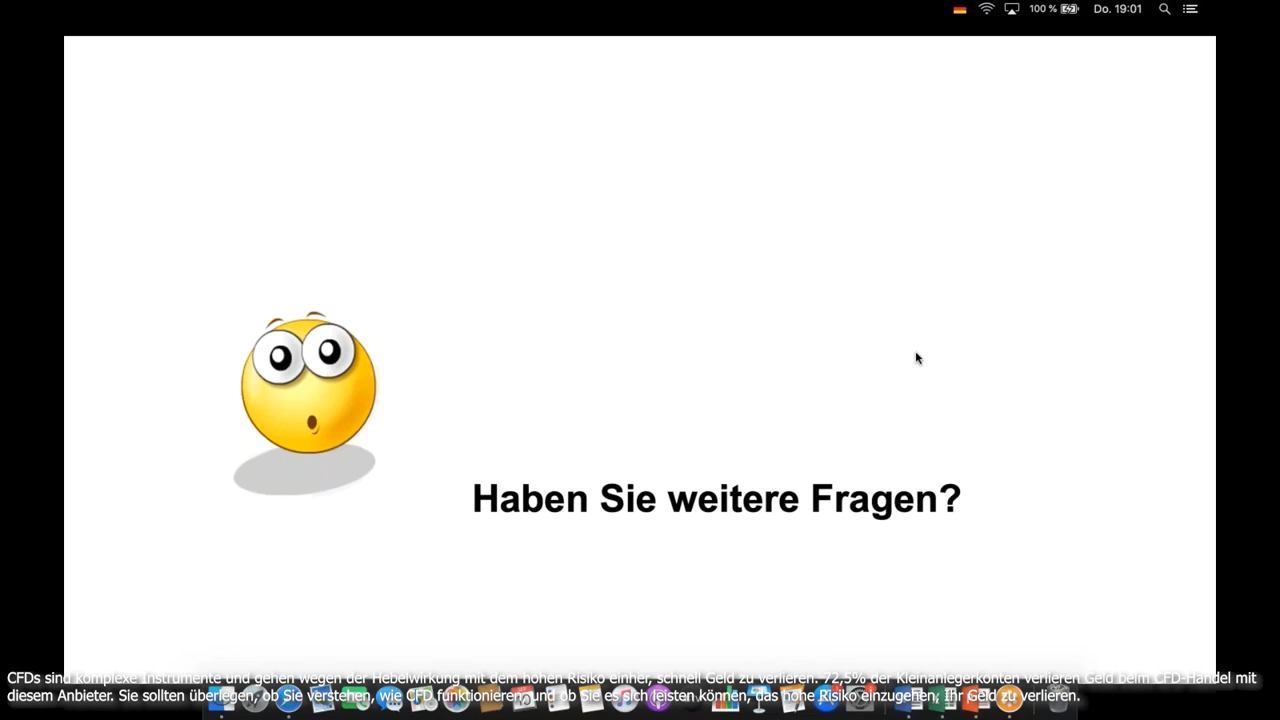 100 %
Do. 19:01
Haben Sie weitere Fragen?
CFDs sind komplexe Instrumente und gehen wegen der Hebelwirkung mit dem hohen Risiko einher, schnell Geld zu verlieren. 72,5% der Kleinanlegerkonten verlieren Geld beim CFD-Handel mit
diesem Anbieter. Sie sollten überlegen, ob Sie verstehen, wie CFD funktionieren, und ob sie es sich leisten können, das hohe Risiko einzugehen, Ihr Geld zu verlieren.